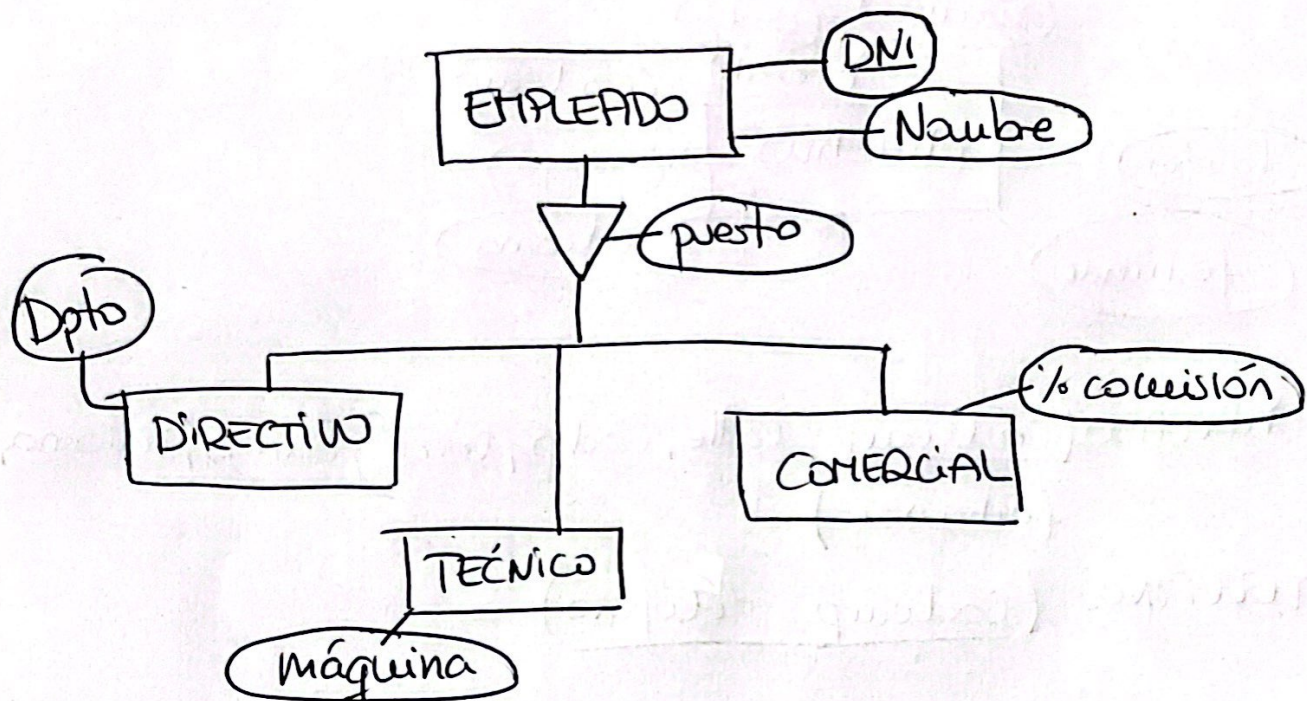 DNI
EMPLEADO
Nombre
puesto
Dpto
% comisión
DIRECTIVO
COMERCIAL
TÉCNICO
máquina